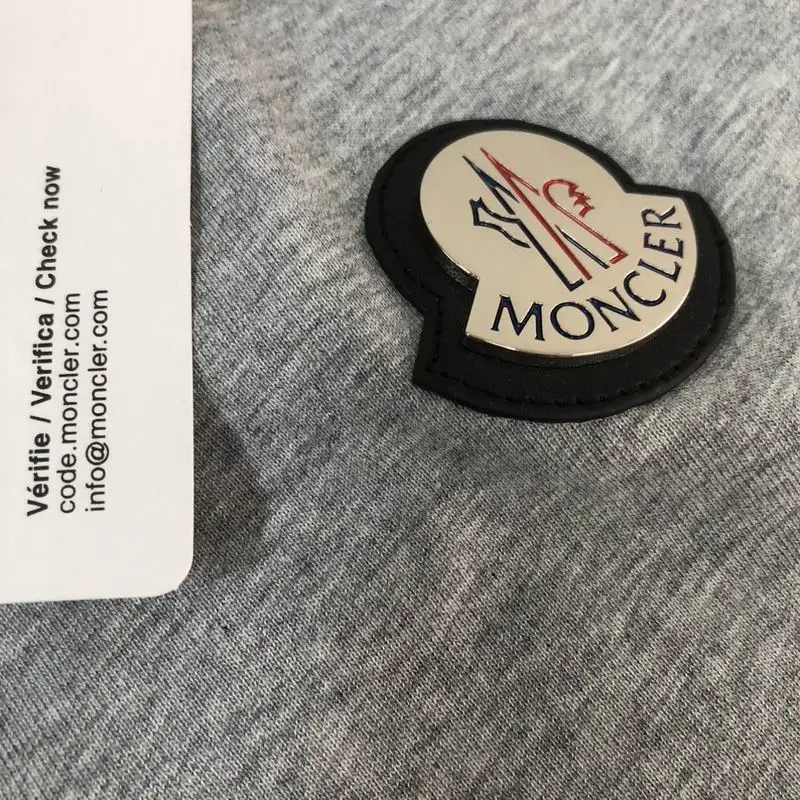 Vérifie / Verifica / Check now
code.moncler.com
info@moncler.com
MONCLER